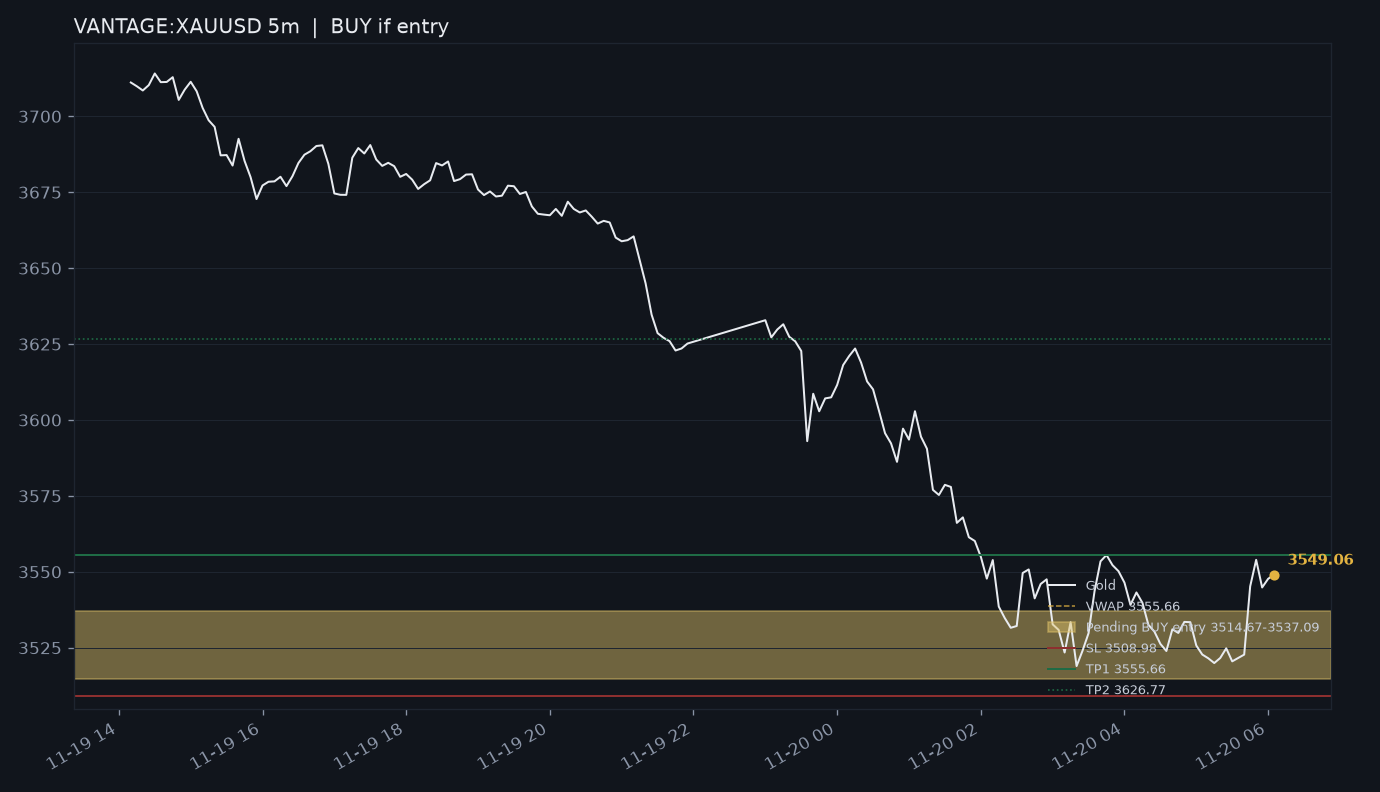 VANTAGE:XAUUSD 5m | BUY if entry
3700
3675
3650
3625
3600
3575
3550
3525
3549.06
Gold
VWAP 3555.66
Pending BUY entry 3514.67-3537.09
SL 3508.98
TP1 3555.66
TP2 3626.77
11-19 14
11-19 16
11-19 18
11-19 20
11-19 22
11-20 00
11-20 02
11-20 04
11-20 06